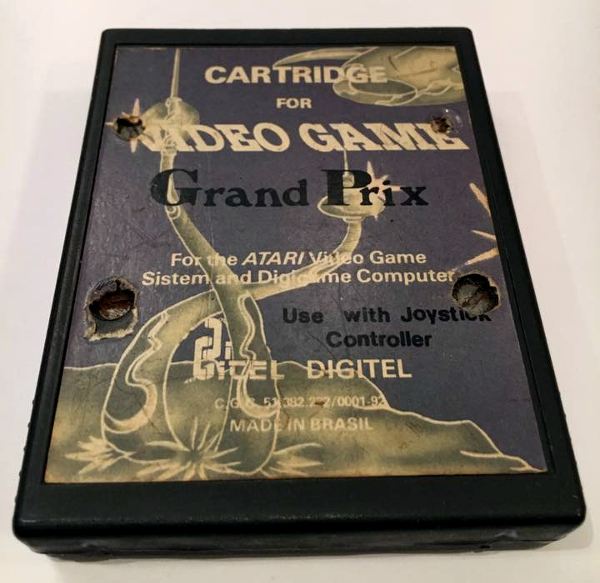 CARTRIDGE
FOR
VIDEO GAME
Grand Prix
For the ATARI Video Game
Sistem and Digigame Computer
Use with Joystick
Controller
DIGITEL
MADE IN BRASIL